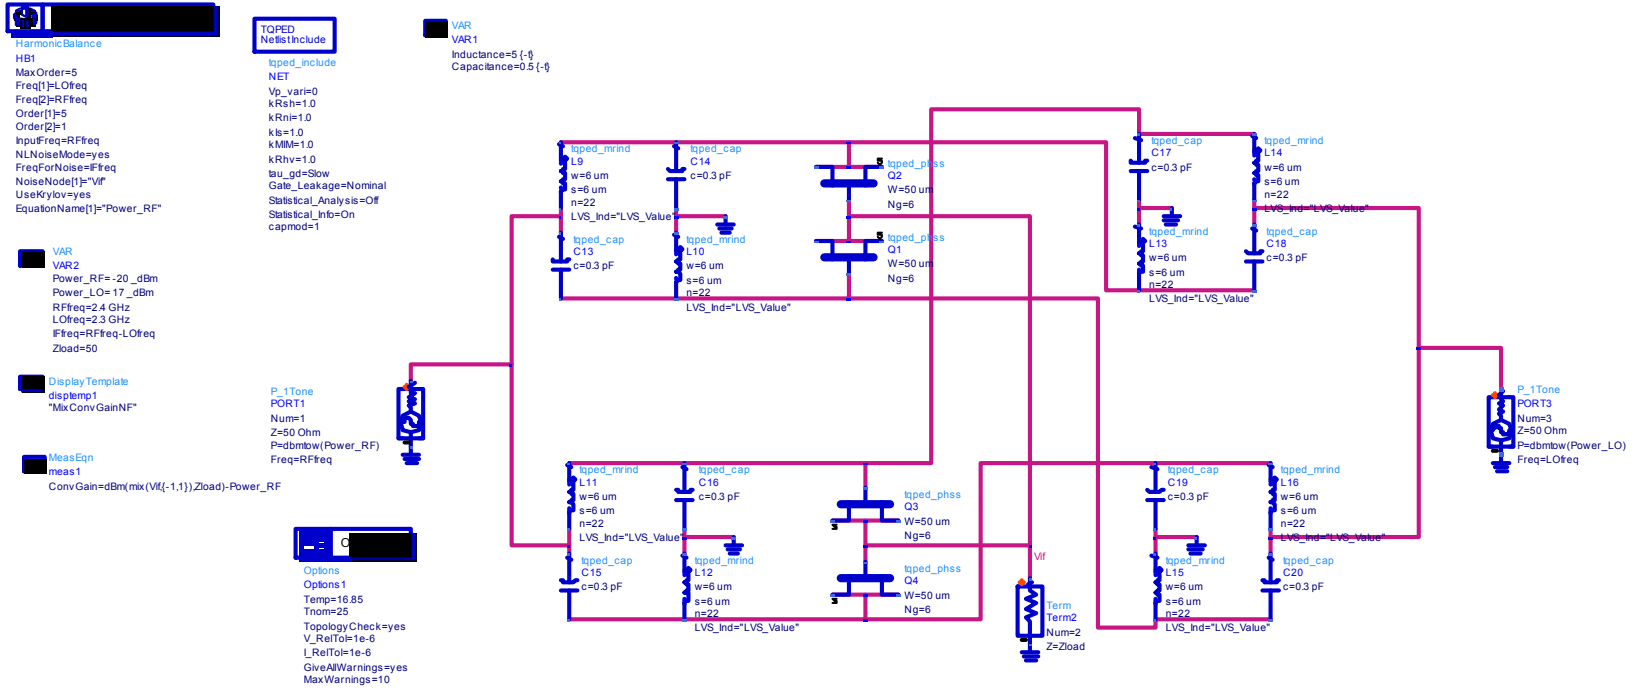 HarmonicBalance
HB1
MaxOrder=5
Freq[1]=LOfreq
Freq[2]=RFfreq
Order[1]=5
Order[2]=1
InputFreq=RFfreq
NLNoiseMode=yes
FreqForNoise=IFfreq
NoiseNode[1]="Vif"
UseKrylov=yes
EquationName[1]="Power_RF"
TQPED
Netlist Include
tqped_include
NET
Vp_vari=0
kRsh=1.0
kRni=1.0
kIs=1.0
kMIM=1.0
kRhv=1.0
tau_gd=Slow
Gate_Leakage=Nominal
Statistical_Analysis=Off
Statistical_Info=On
capmod=1
VAR
VAR1
Inductance=5 {-t}
Capacitance=0.5 {-t}
VAR
VAR2
Power_RF=-20 _dBm
Power_LO=17 _dBm
RFfreq=2.4 GHz
LOfreq=2.3 GHz
IFfreq=RFfreq-LOfreq
Zload=50
DisplayTemplate
disptemp1
"MixConvGainNF"
MeasEqn
meas1
ConvGain=dBm(mix(Vif,{-1,1}),Zload)-Power_RF
Options
Options1
Temp=16.85
Tnom=25
TopologyCheck=yes
V_RelTol=1e-6
I_RelTol=1e-6
GiveAllWarnings=yes
MaxWarnings=10
P_1Tone
PORT1
Num=1
Z=50 Ohm
P=dbmtow(Power_RF)
Freq=RFfreq
tqped_mrind
L9
w=6 um
s=6 um
n=22
LVS_Ind="LVS_Value"
tqped_cap
C14
c=0.3 pF
tqped_cap
C13
c=0.3 pF
tqped_mrind
L10
w=6 um
s=6 um
n=22
LVS_Ind="LVS_Value"
tqped_phss
Q2
W=50 um
Ng=6
tqped_phss
Q1
W=50 um
Ng=6
tqped_cap
C17
c=0.3 pF
tqped_mrind
L14
w=6 um
s=6 um
n=22
LVS_Ind="LVS_Value"
tqped_mrind
L13
w=6 um
s=6 um
n=22
LVS_Ind="LVS_Value"
tqped_cap
C18
c=0.3 pF
tqped_mrind
L11
w=6 um
s=6 um
n=22
LVS_Ind="LVS_Value"
tqped_cap
C16
c=0.3 pF
tqped_cap
C15
c=0.3 pF
tqped_mrind
L12
w=6 um
s=6 um
n=22
LVS_Ind="LVS_Value"
tqped_phss
Q3
W=50 um
Ng=6
tqped_phss
Q4
W=50 um
Ng=6
Vif
Term
Term2
Num=2
Z=Zload
tqped_cap
C19
c=0.3 pF
tqped_mrind
L16
w=6 um
s=6 um
n=22
LVS_Ind="LVS_Value"
tqped_mrind
L15
w=6 um
s=6 um
n=22
LVS_Ind="LVS_Value"
tqped_cap
C20
c=0.3 pF
P_1Tone
PORT3
Num=3
Z=50 Ohm
P=dbmtow(Power_LO)
Freq=LOfreq